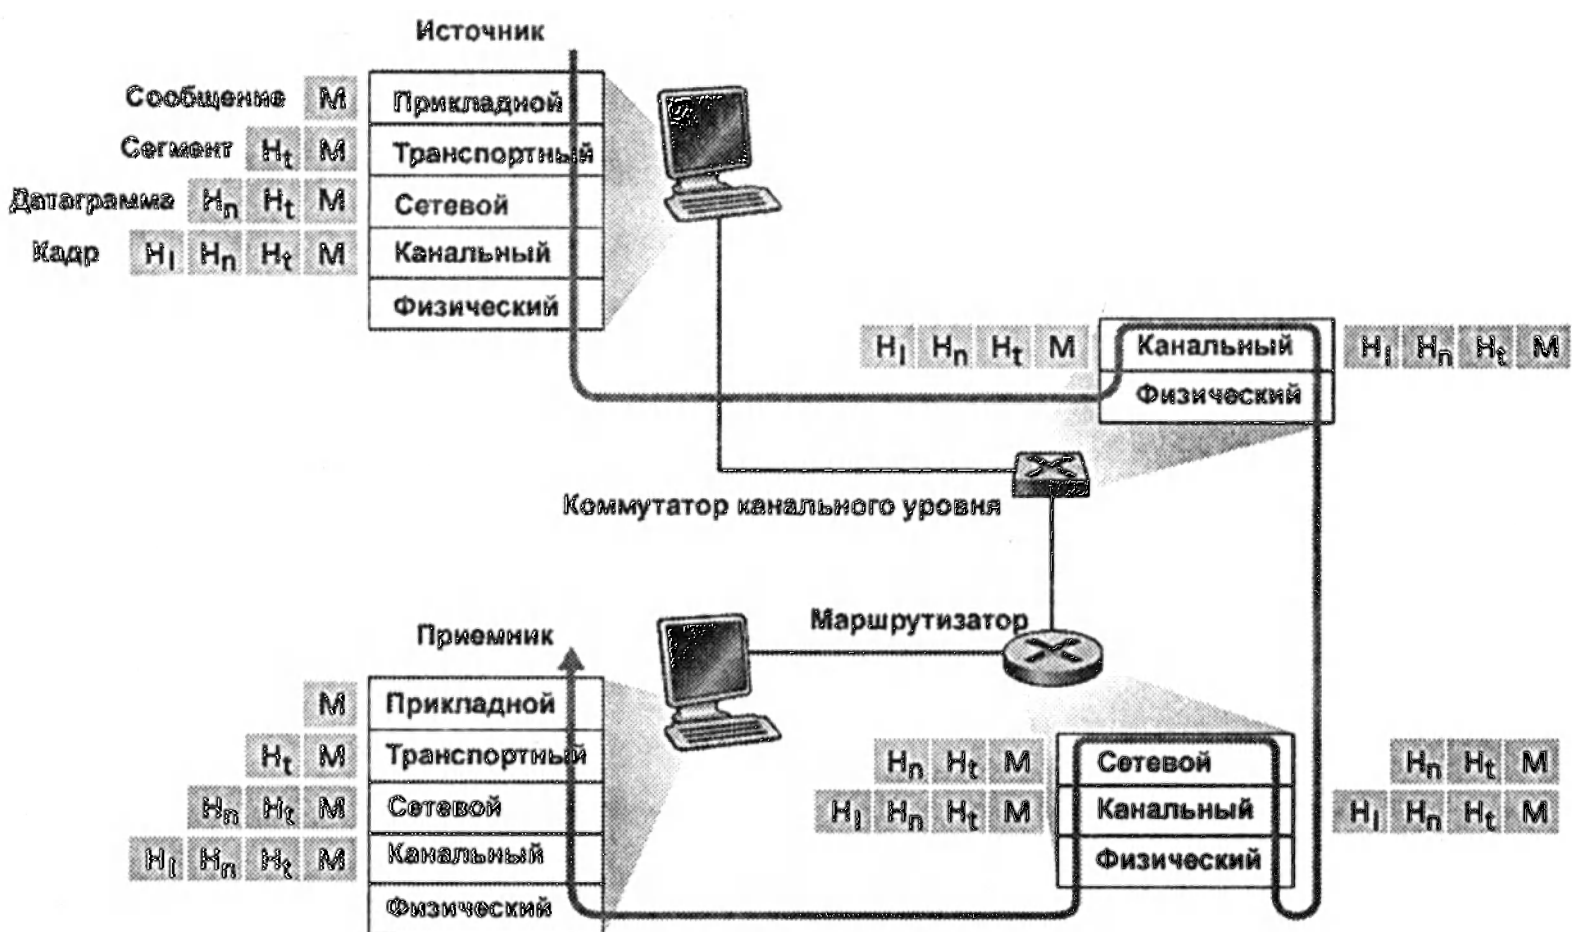 Источник
Сообщение M Прикладной
Сегмент Ht M Транспортный
Датаграмма Hn Ht M Сетевой
Кадр Hl Hn Ht M Канальный
Физический
Hl Hn Ht M Канальный Hl Hn Ht M
Физический
Коммутатор канального уровня
Маршрутизатор
Приемник
M Прикладной
Ht M Транспортный
Hn Ht M Сетевой
Hl Hn Ht M Канальный
Физический
Hn Ht M Сетевой Hn Ht M
Hl Hn Ht M Канальный Hl Hn Ht M
Физический